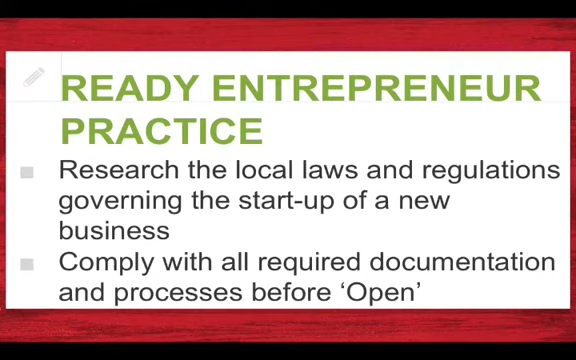 READY ENTREPRENEUR
PRACTICE
Research the local laws and regulations
governing the start-up of a new
business
Comply with all required documentation
and processes before ‘Open’